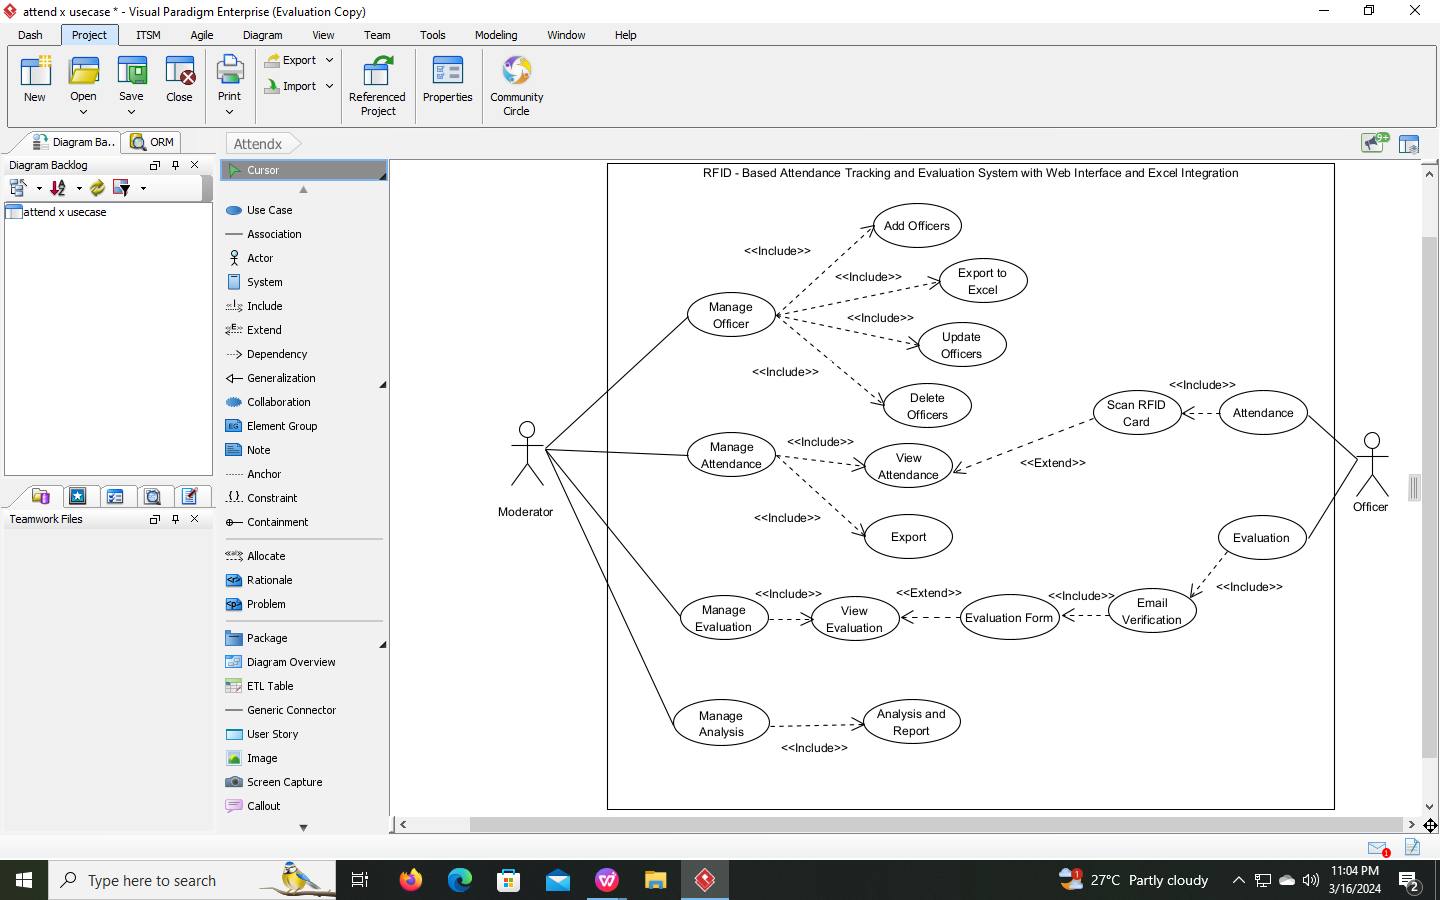 attend x usecase * - Visual Paradigm Enterprise (Evaluation Copy)
Dash Project ITSM Agile Diagram View Team Tools Modeling Window Help
New Open Save Close Print Export Import Referenced Project Properties Community Circle
Diagram Ba.. ORM
Attendx
9+
Diagram Backlog
attend x usecase
Teamwork Files
Cursor
Use Case
Association
Actor
System
Include
Extend
Dependency
Generalization
Collaboration
Element Group
Note
Anchor
Constraint
Containment
Allocate
Rationale
Problem
Package
Diagram Overview
ETL Table
Generic Connector
User Story
Image
Screen Capture
Callout
RFID - Based Attendance Tracking and Evaluation System with Web Interface and Excel Integration
Add Officers
<<Include>>
Export to
Excel
<<Include>>
Manage
Officer
<<Include>>
Update
Officers
<<Include>>
Delete
Officers
<<Include>>
Scan RFID
Card
Attendance
Manage
Attendance
<<Include>>
View
Attendance
<<Extend>>
Moderator
Officer
<<Include>>
Export
Evaluation
<<Include>>
Manage
Evaluation
<<Include>>
View
Evaluation
<<Extend>>
Evaluation Form
<<Include>>
Email
Verification
Manage
Analysis
<<Include>>
Analysis and
Report
1
Type here to search
1
27°C Partly cloudy
11:04 PM
3/16/2024
2